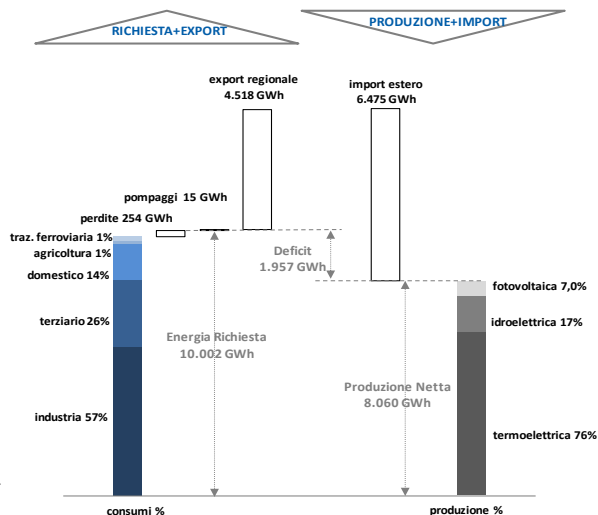 RICHIESTA+EXPORT
PRODUZIONE+IMPORT
export regionale
4.518 GWh
import estero
6.475 GWh
pompaggi 15 GWh
perdite 254 GWh
traz. ferroviaria 1%
agricoltura 1%
domestico 14%
terziario 26%
industria 57%
Deficit
1.957 GWh
Energia Richiesta
10.002 GWh
Produzione Netta
8.060 GWh
fotovoltaica 7,0%
idroelettrica 17%
termoelettrica 76%
consumi %
produzione %